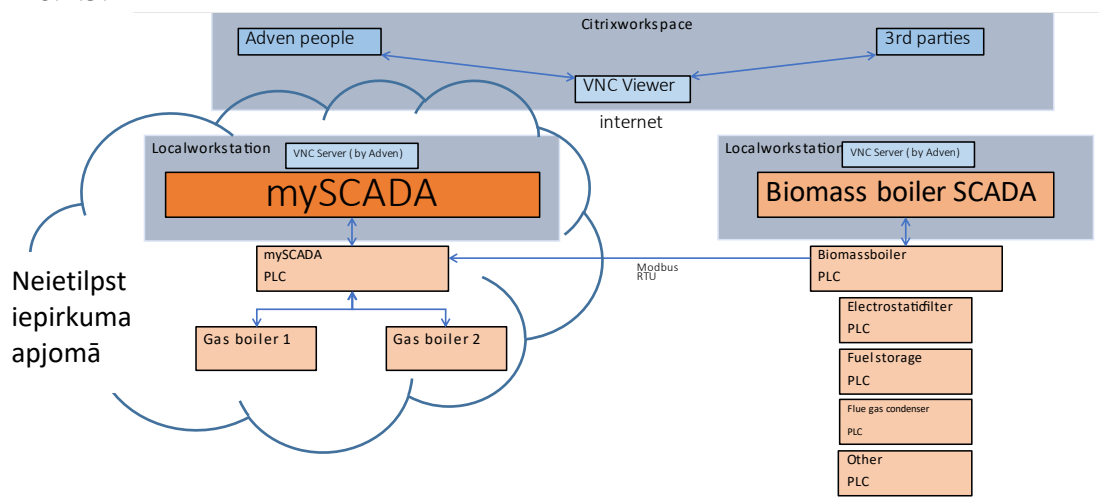 Citrixworkspace
Adven people
3rd parties
VNC Viewer
internet
Localworkstation
VNC Server ( by Adven)
mySCADA
Localworkstation
VNC Server ( by Adven)
Biomass boiler SCADA
mySCADA
PLC
Modbus
RTU
Biomassboiler
PLC
Neietilpst
iepirkuma
apjomā
Gas boiler 1
Gas boiler 2
Electrostatidfilter
PLC
Fuelstorage
PLC
Flue gas condenser
PLC
Other
PLC